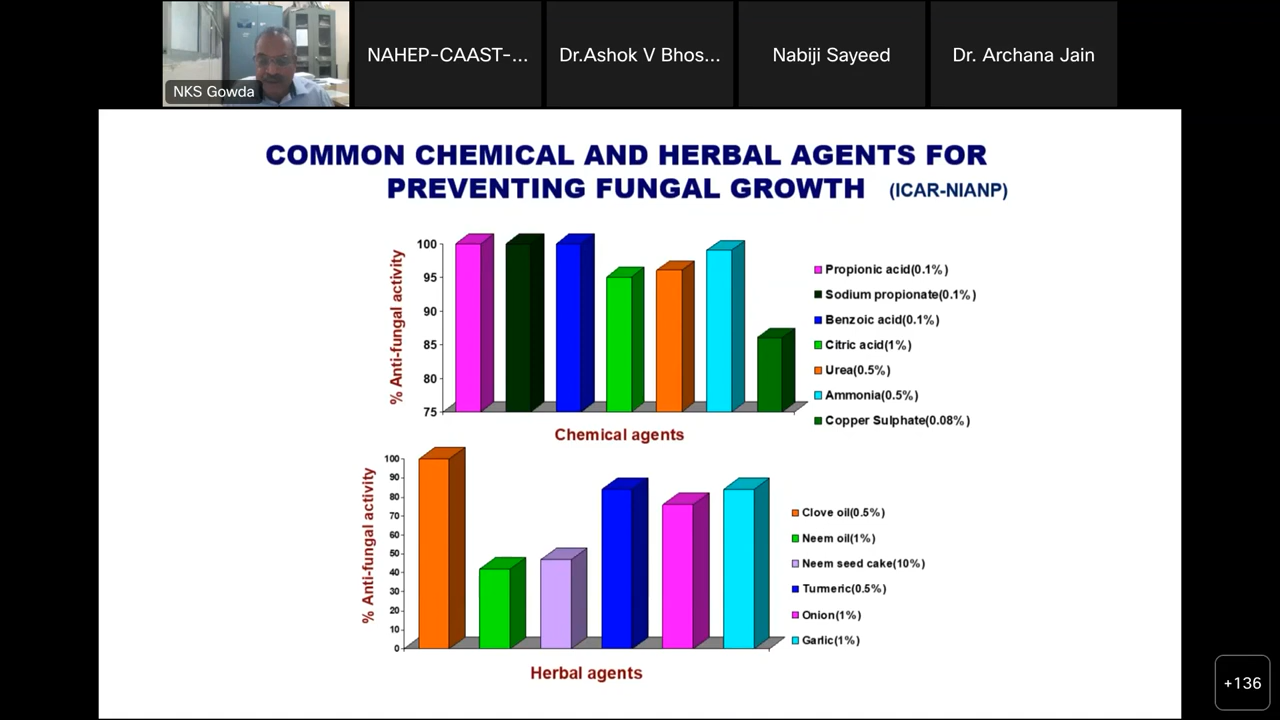 NKS Gowda
NAHEP-CAAST-...
Dr.Ashok V Bhos...
Nabiji Sayeed
Dr. Archana Jain
COMMON CHEMICAL AND HERBAL AGENTS FOR
PREVENTING FUNGAL GROWTH (ICAR-NIANP)
% Anti-fungal activity
100
95
90
85
80
75
Chemical agents
Propionic acid(0.1%)
Sodium propionate(0.1%)
Benzoic acid(0.1%)
Citric acid(1%)
Urea(0.5%)
Ammonia(0.5%)
Copper Sulphate(0.08%)
% Anti-fungal activity
100
90
80
70
60
50
40
30
20
10
0
Herbal agents
Clove oil(0.5%)
Neem oil(1%)
Neem seed cake(10%)
Turmeric(0.5%)
Onion(1%)
Garlic(1%)
+136